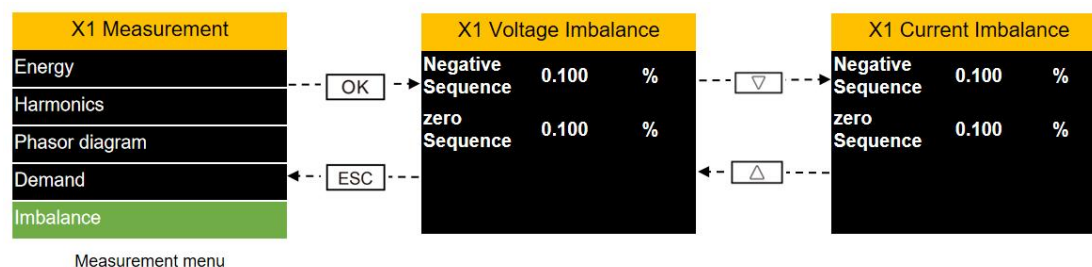 X1 Measurement
Energy
Harmonics
Phasor diagram
Demand
Imbalance
Measurement menu
OK
ESC
X1 Voltage Imbalance
Negative
Sequence 0.100 %
zero
Sequence 0.100 %
X1 Current Imbalance
Negative
Sequence 0.100 %
zero
Sequence 0.100 %